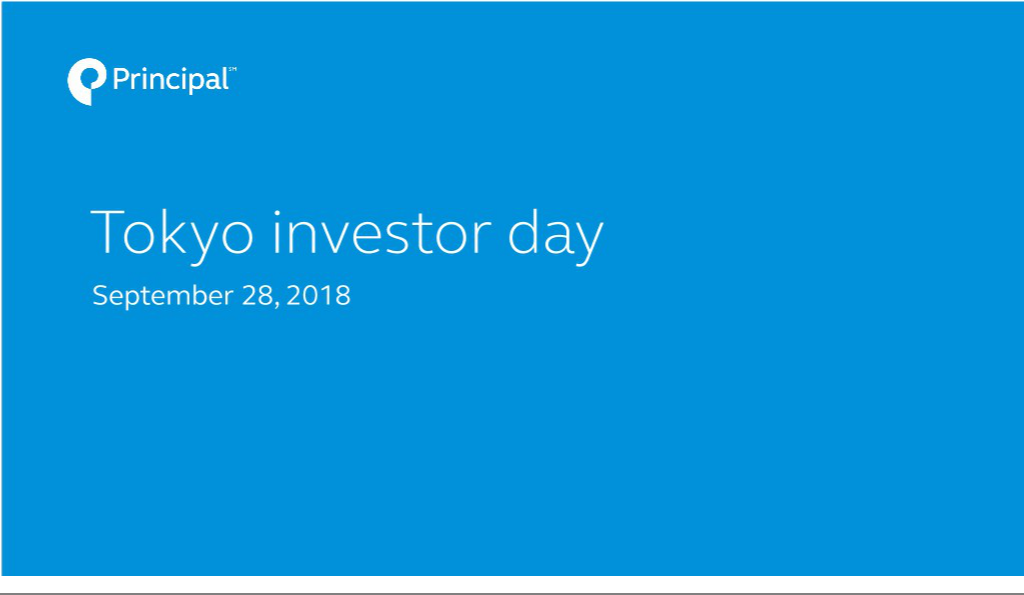 Principal℠
Tokyo investor day
September 28, 2018